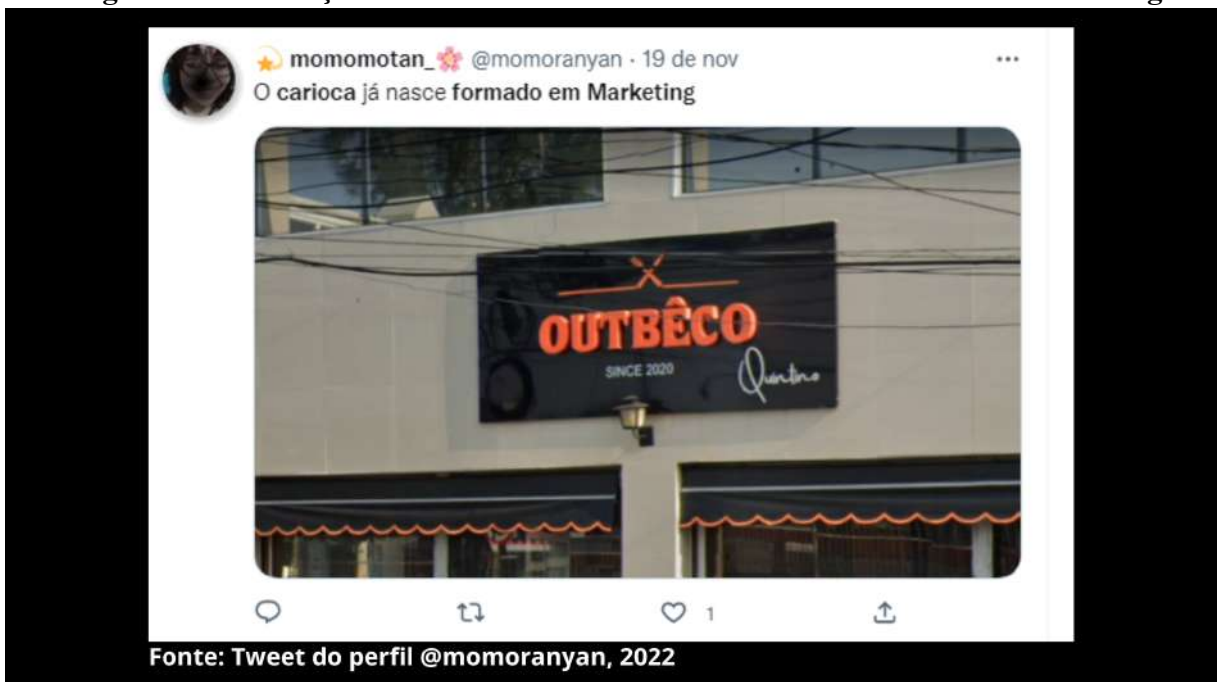 💫 momomotan_🌸 @momoranyan · 19 de nov
O carioca já nasce formado em Marketing
OUTBÊCO
SINCE 2020
Quintino
1
Fonte: Tweet do perfil @momoranyan, 2022